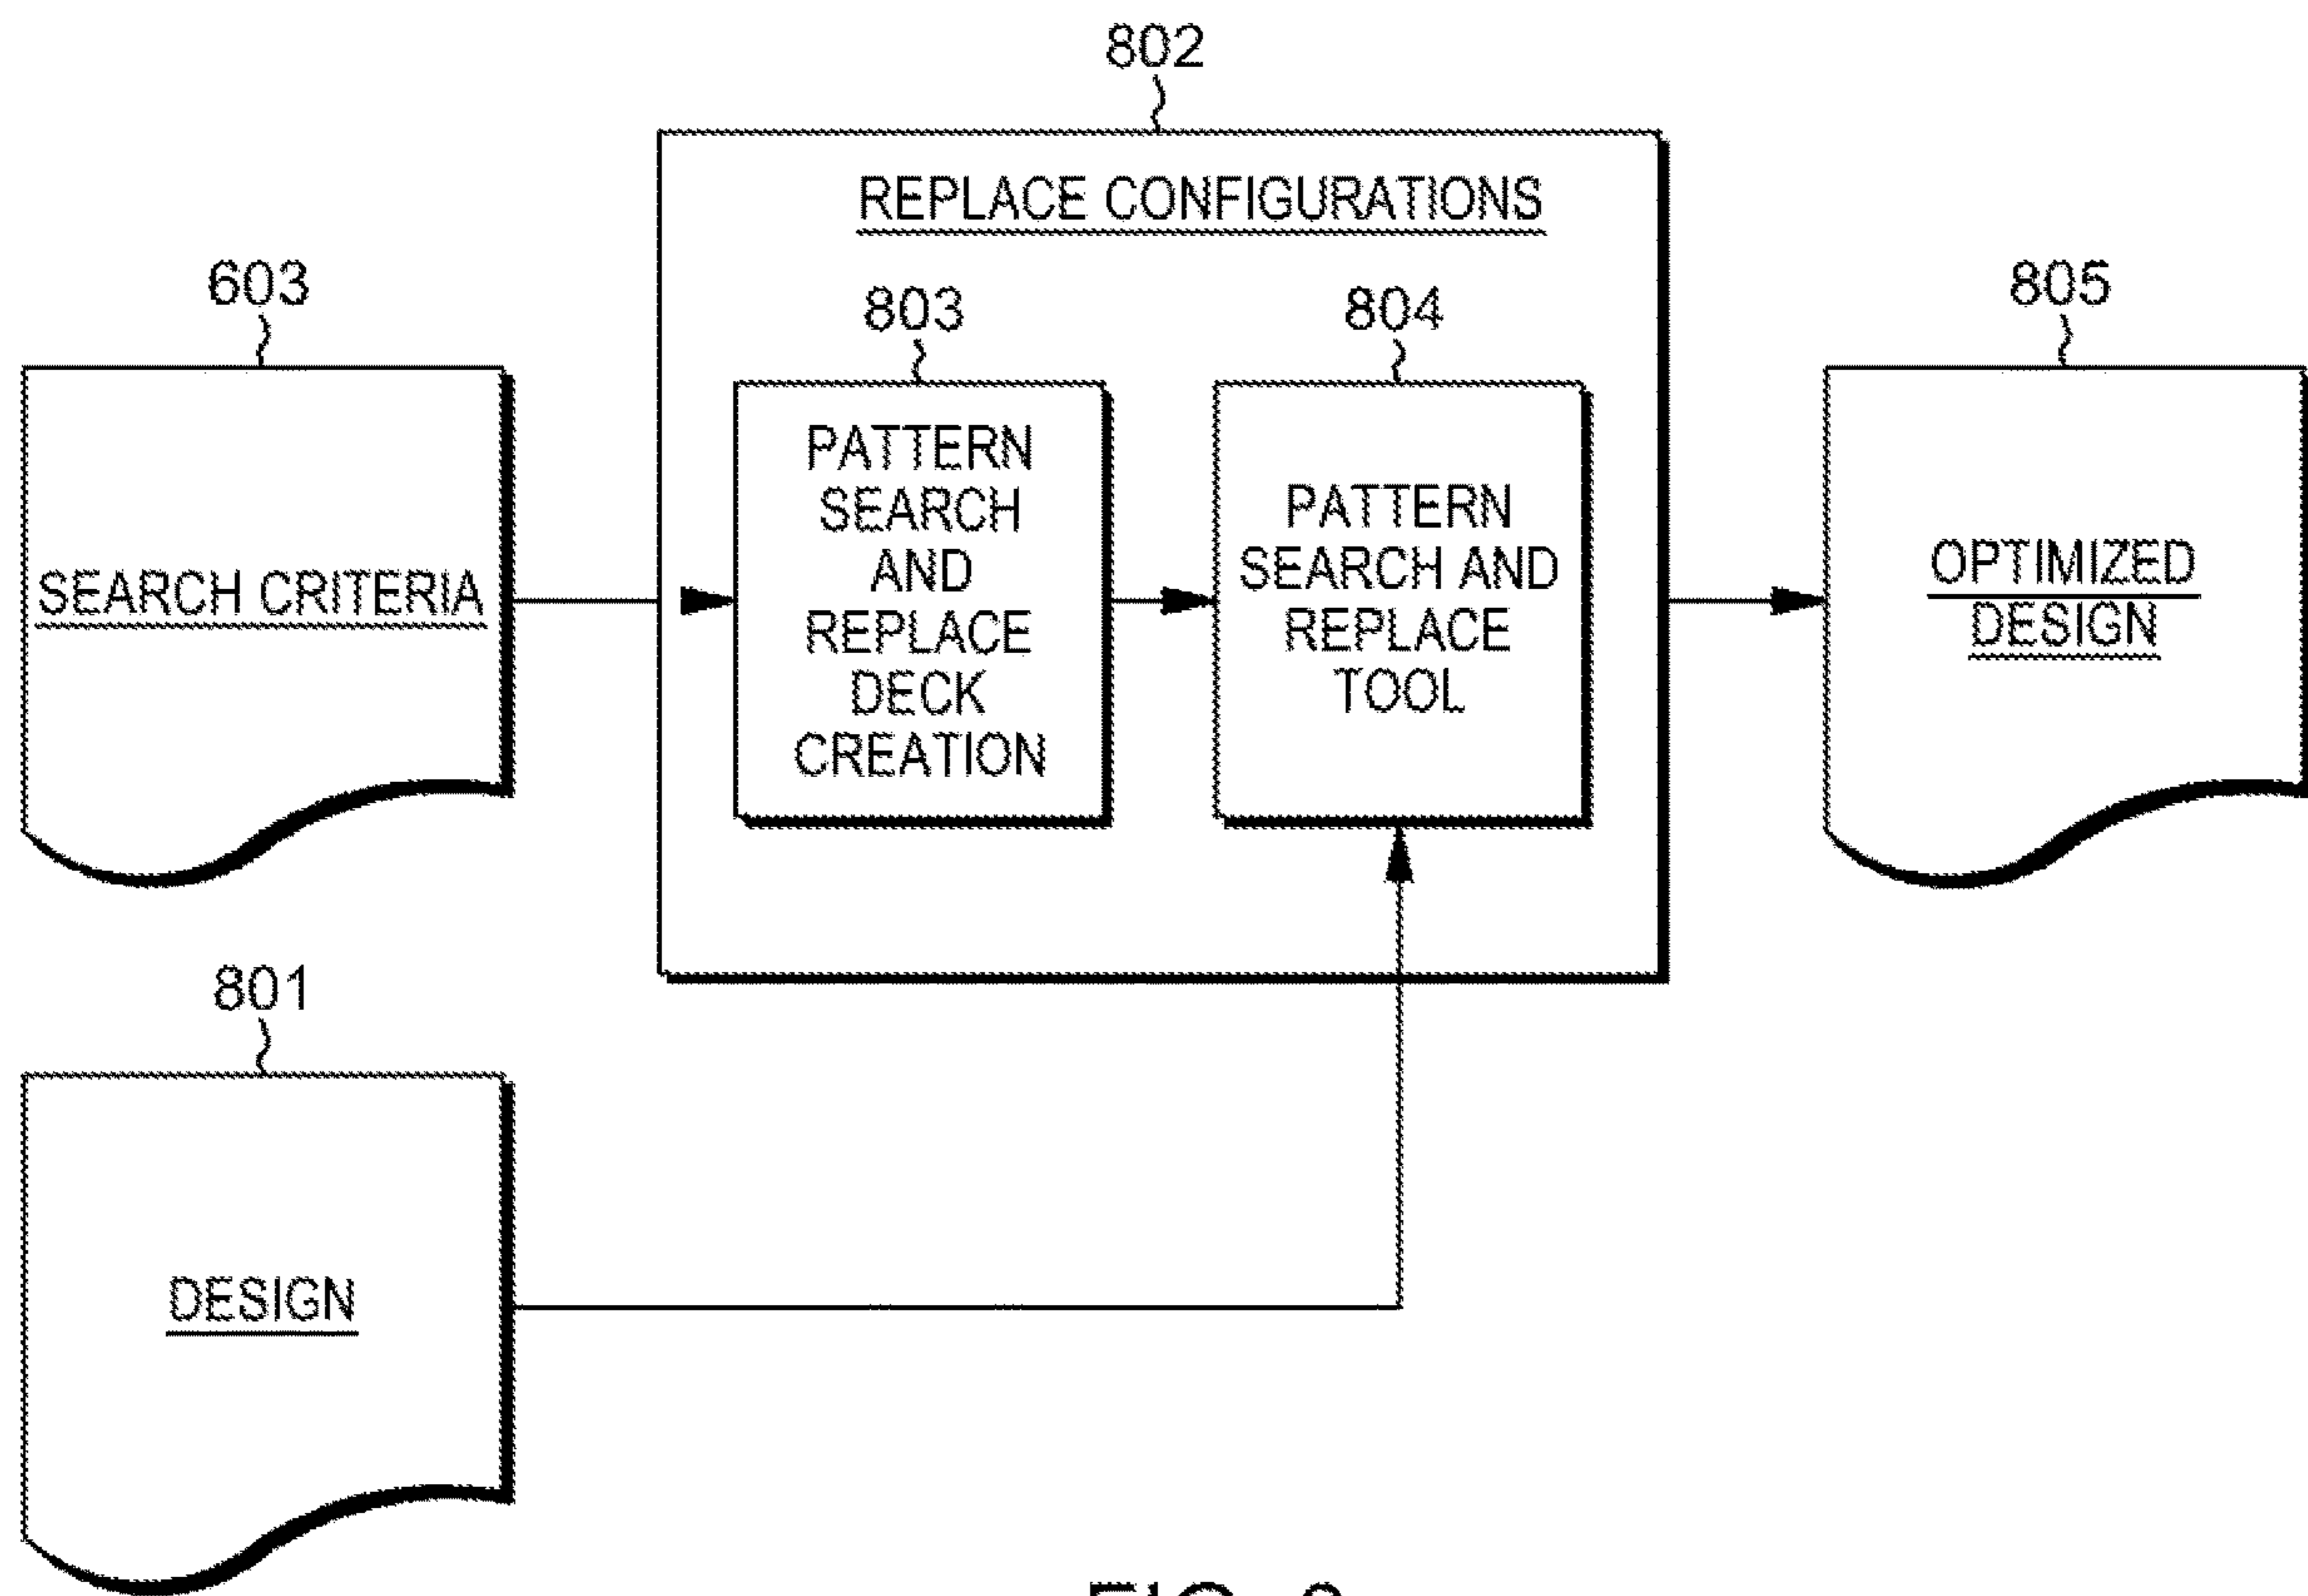 802
REPLACE CONFIGURATIONS
603
803
804
805
SEARCH CRITERIA
PATTERN
SEARCH
AND
REPLACE
DECK
CREATION
PATTERN
SEARCH AND
REPLACE
TOOL
OPTIMIZED
DESIGN
801
DESIGN